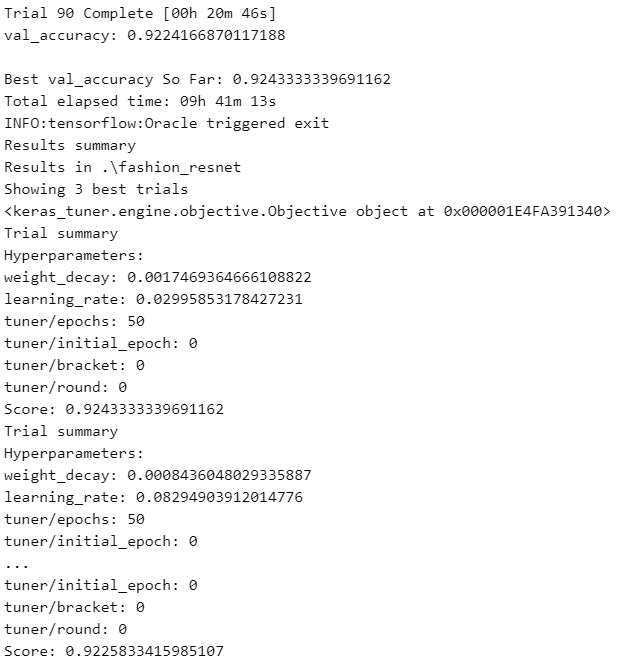 Trial 90 Complete [00h 20m 46s]
val_accuracy: 0.9224166870117188
Best val_accuracy So Far: 0.9243333339691162
Total elapsed time: 09h 41m 13s
INFO:tensorflow:Oracle triggered exit
Results summary
Results in .\fashion_resnet
Showing 3 best trials
<keras_tuner.engine.objective.Objective object at 0x000001E4FA391340>
Trial summary
Hyperparameters:
weight_decay: 0.0017469364666108822
learning_rate: 0.02995853178427231
tuner/epochs: 50
tuner/initial_epoch: 0
tuner/bracket: 0
tuner/round: 0
Score: 0.9243333339691162
Trial summary
Hyperparameters:
weight_decay: 0.0008436048029335887
learning_rate: 0.08294903912014776
tuner/epochs: 50
tuner/initial_epoch: 0
...
tuner/initial_epoch: 0
tuner/bracket: 0
tuner/round: 0
Score: 0.9225833415985107